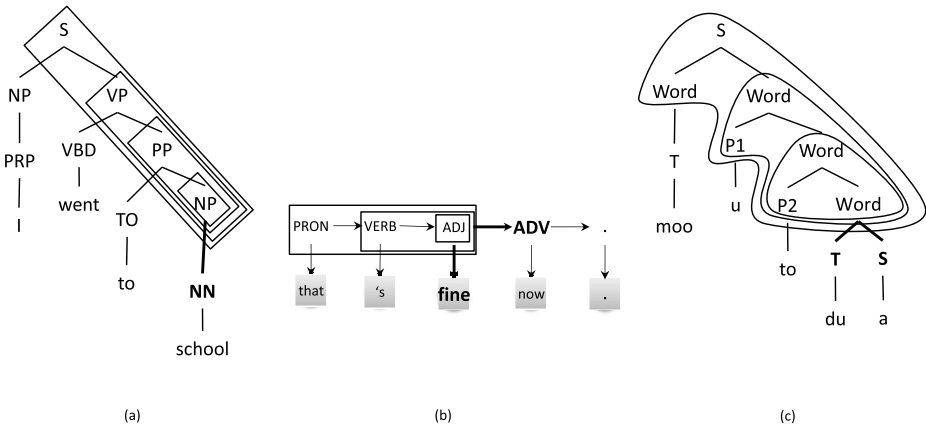 S
NP VP
PRP VBD PP
I went TO NP
to NN
school
(a)
PRON VERB ADJ ADV .
that 's fine now .
(b)
S
Word Word
T P1 Word
moo u P2 Word
to T S
du a
(c)